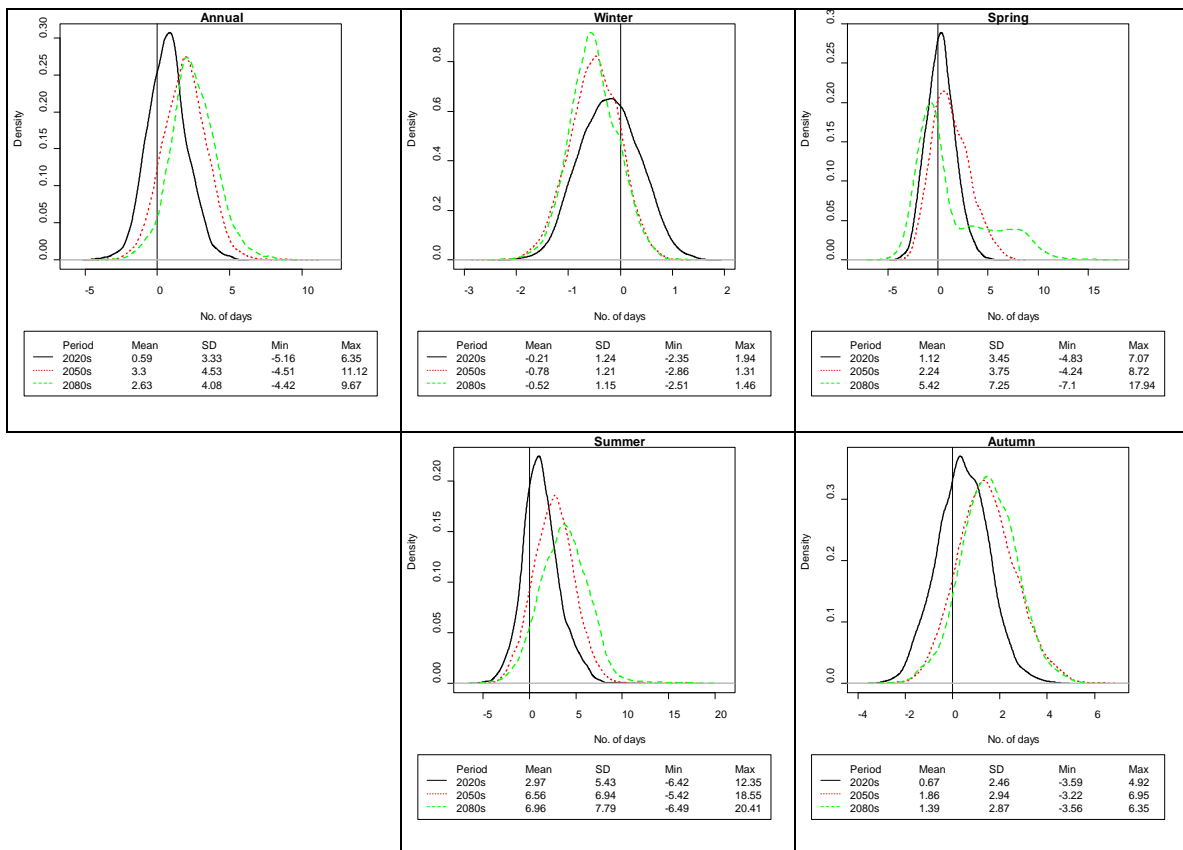 Annual
Density
0.00 0.05 0.10 0.15 0.20 0.25 0.30
-5 0 5 10
No. of days
Period Mean SD Min Max
2020s 0.59 3.33 -5.16 6.35
2050s 3.3 4.53 -4.51 11.12
2080s 2.63 4.08 -4.42 9.67
Winter
Density
0.0 0.2 0.4 0.6 0.8
-3 -2 -1 0 1 2
No. of days
Period Mean SD Min Max
2020s -0.21 1.24 -2.35 1.94
2050s -0.78 1.21 -2.86 1.31
2080s -0.52 1.15 -2.51 1.46
Spring
Density
0.00 0.05 0.10 0.15 0.20 0.25 0.30
-5 0 5 10 15
No. of days
Period Mean SD Min Max
2020s 1.12 3.45 -4.83 7.07
2050s 2.24 3.75 -4.24 8.72
2080s 5.42 7.25 -7.1 17.94
Summer
Density
0.00 0.05 0.10 0.15 0.20
-5 0 5 10 15 20
No. of days
Period Mean SD Min Max
2020s 2.97 5.43 -6.42 12.35
2050s 6.56 6.94 -5.42 18.55
2080s 6.96 7.79 -6.49 20.41
Autumn
Density
0.0 0.1 0.2 0.3
-4 -2 0 2 4 6
No. of days
Period Mean SD Min Max
2020s 0.67 2.46 -3.59 4.92
2050s 1.86 2.94 -3.22 6.95
2080s 1.39 2.87 -3.56 6.35